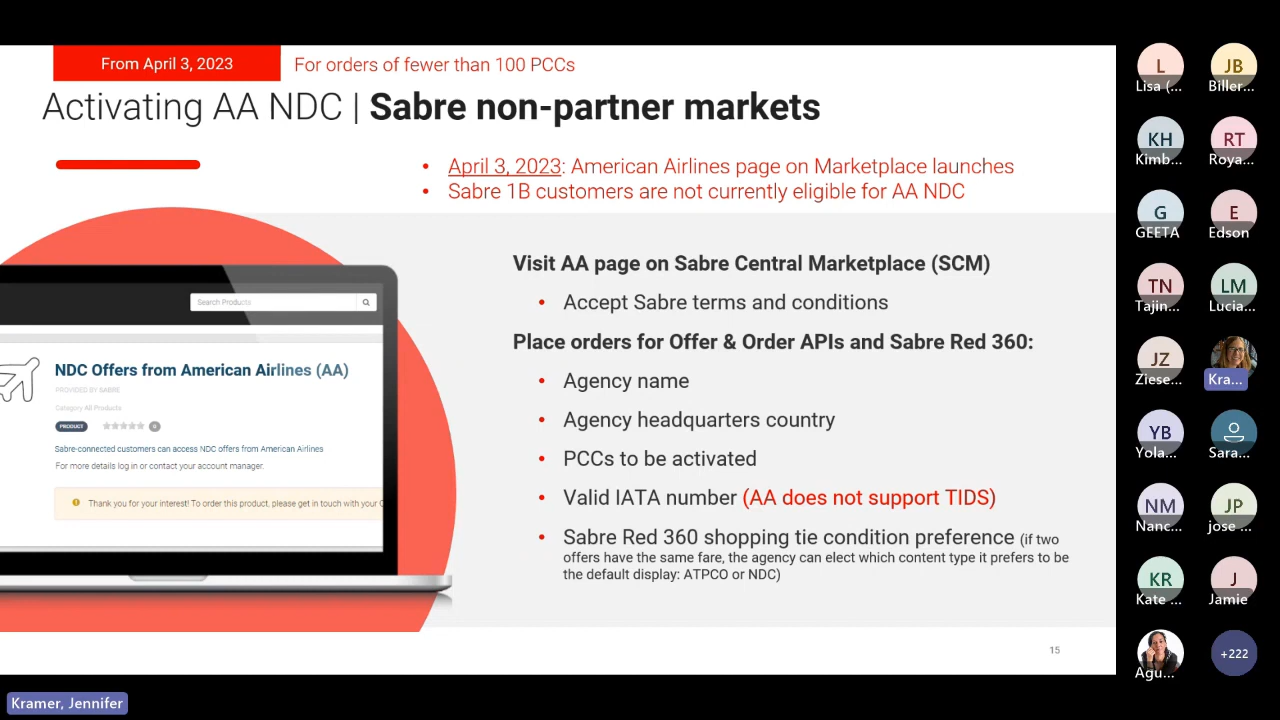 From April 3, 2023
For orders of fewer than 100 PCCs
Activating AA NDC | Sabre non-partner markets
• April 3, 2023: American Airlines page on Marketplace launches
• Sabre 1B customers are not currently eligible for AA NDC
Search Products
NDC Offers from American Airlines (AA)
PROVIDED BY SABRE
Category All Products
PRODUCT
0
Sabre-connected customers can access NDC offers from American Airlines
For more details log in or contact your account manager.
Thank you for your interest! To order this product, please get in touch with your
Visit AA page on Sabre Central Marketplace (SCM)
• Accept Sabre terms and conditions
Place orders for Offer & Order APIs and Sabre Red 360:
• Agency name
• Agency headquarters country
• PCCs to be activated
• Valid IATA number (AA does not support TIDS)
• Sabre Red 360 shopping tie condition preference (if two
offers have the same fare, the agency can elect which content type it prefers to be
the default display: ATPCO or NDC)
15
L
Lisa (...
JB
Biller...
KH
Kimb...
RT
Roya...
G
GEETA
E
Edson
TN
Tajin...
LM
Lucia...
JZ
Ziese...
Kra...
YB
Yola...
Sara...
NM
Nanc...
JP
jose ...
KR
Kate ...
J
Jamie
Agu...
+222
Kramer, Jennifer